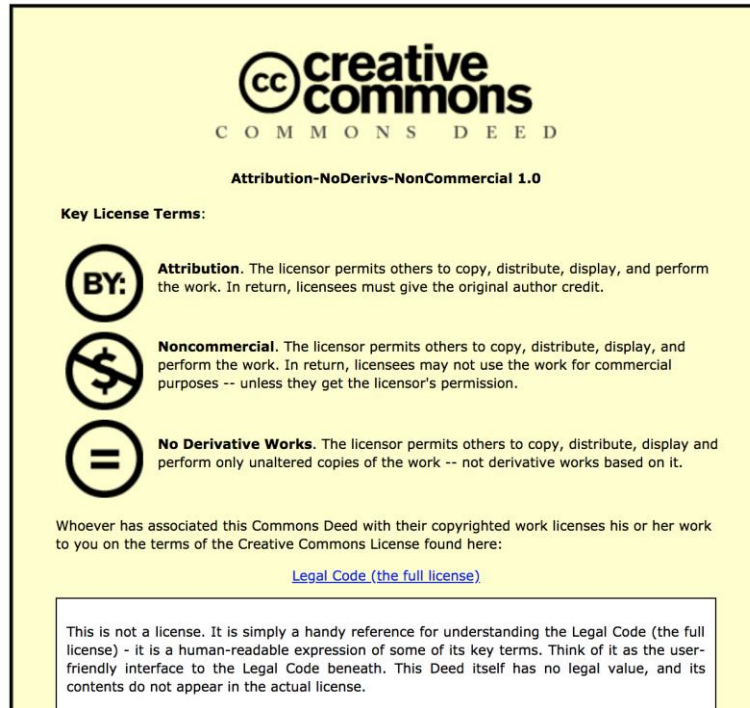 cc creative
commons
COMMONS DEED
Attribution-NoDerivs-NonCommercial 1.0
Key License Terms:
BY:
Attribution. The licensor permits others to copy, distribute, display, and perform
the work. In return, licensees must give the original author credit.
$
Noncommercial. The licensor permits others to copy, distribute, display, and
perform the work. In return, licensees may not use the work for commercial
purposes -- unless they get the licensor's permission.
=
No Derivative Works. The licensor permits others to copy, distribute, display and
perform only unaltered copies of the work -- not derivative works based on it.
Whoever has associated this Commons Deed with their copyrighted work licenses his or her work
to you on the terms of the Creative Commons License found here:
Legal Code (the full license)
This is not a license. It is simply a handy reference for understanding the Legal Code (the full
license) - it is a human-readable expression of some of its key terms. Think of it as the user-
friendly interface to the Legal Code beneath. This Deed itself has no legal value, and its
contents do not appear in the actual license.